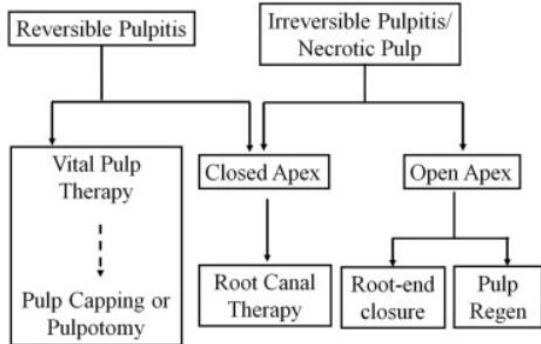 Reversible Pulpitis
Irreversible Pulpitis/
Necrotic Pulp
Vital Pulp
Therapy
Pulp Capping or
Pulpotomy
Closed Apex
Open Apex
Root Canal
Therapy
Root-end
closure
Pulp
Regen